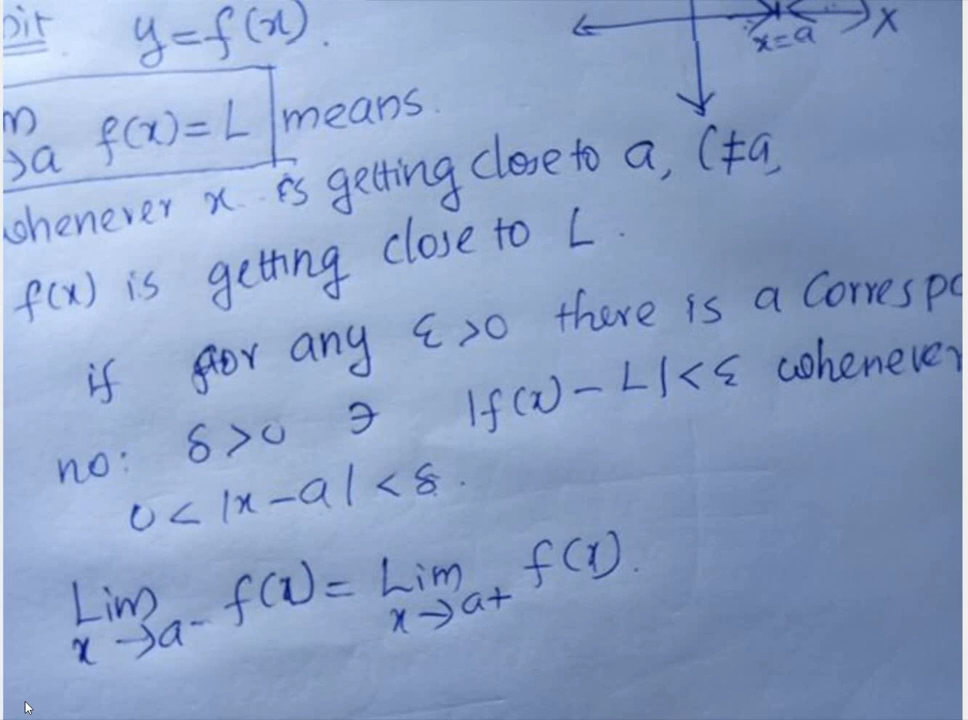 y=f(x).
X
x=a
f(x)=L means.
→a
whenever x is getting close to a, (≠a,
f(x) is getting close to L.
if for any ε>0 there is a Correspo
no: δ>0 ∋ |f(x)-L|<ε whenever
0<|x-a|<δ.
Lim f(x)= Lim f(x).
x→a- x→a+